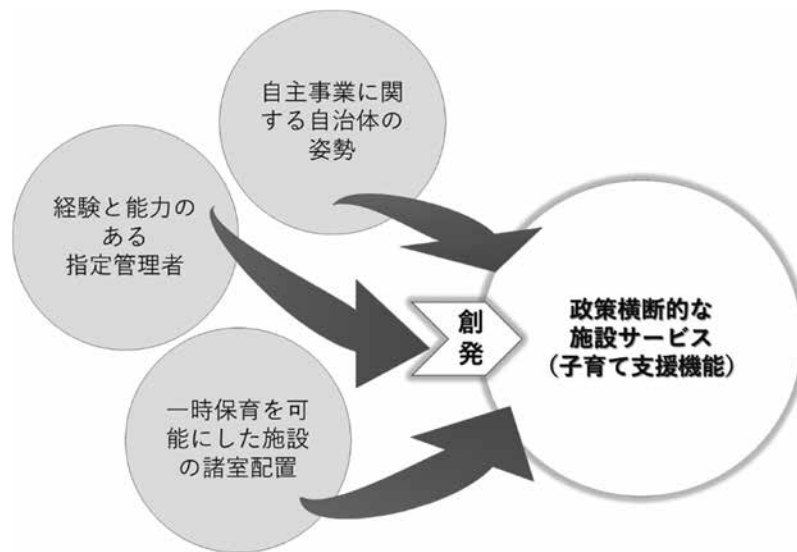 自主事業に関
する自治体の
姿勢
経験と能力の
ある
指定管理者
一時保育を可
能にした施設
の諸室配置
創
発
政策横断的な
施設サービス
(子育て支援機能)